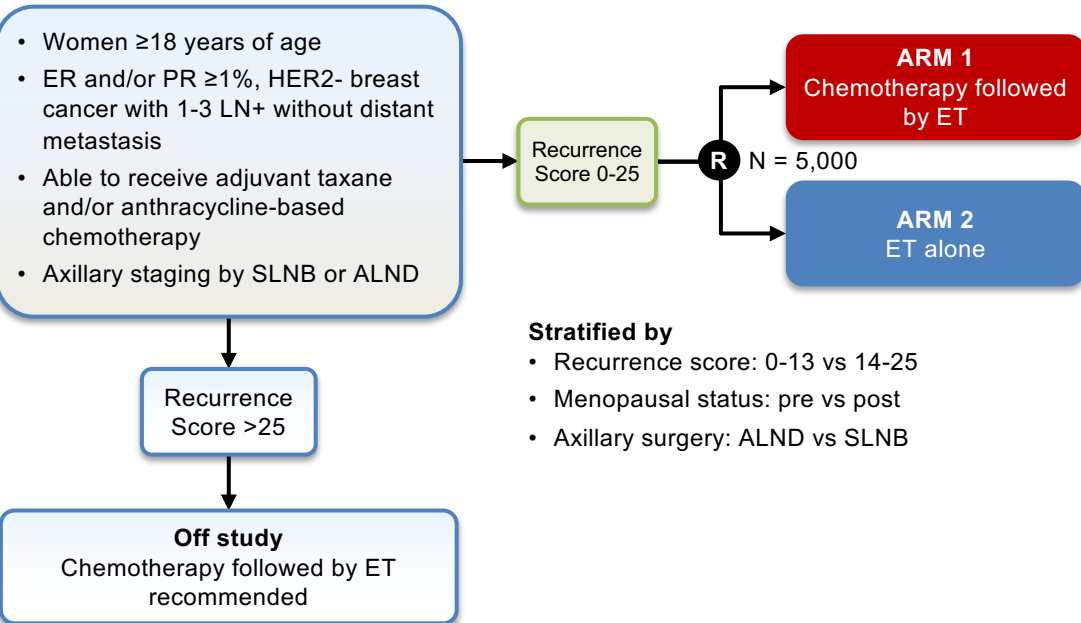 • Women ≥18 years of age
• ER and/or PR ≥1%, HER2- breast
cancer with 1-3 LN+ without distant
metastasis
• Able to receive adjuvant taxane
and/or anthracycline-based
chemotherapy
• Axillary staging by SLNB or ALND
Recurrence
Score 0-25
R
N = 5,000
ARM 1
Chemotherapy followed
by ET
ARM 2
ET alone
Stratified by
• Recurrence score: 0-13 vs 14-25
• Menopausal status: pre vs post
• Axillary surgery: ALND vs SLNB
Recurrence
Score >25
Off study
Chemotherapy followed by ET
recommended